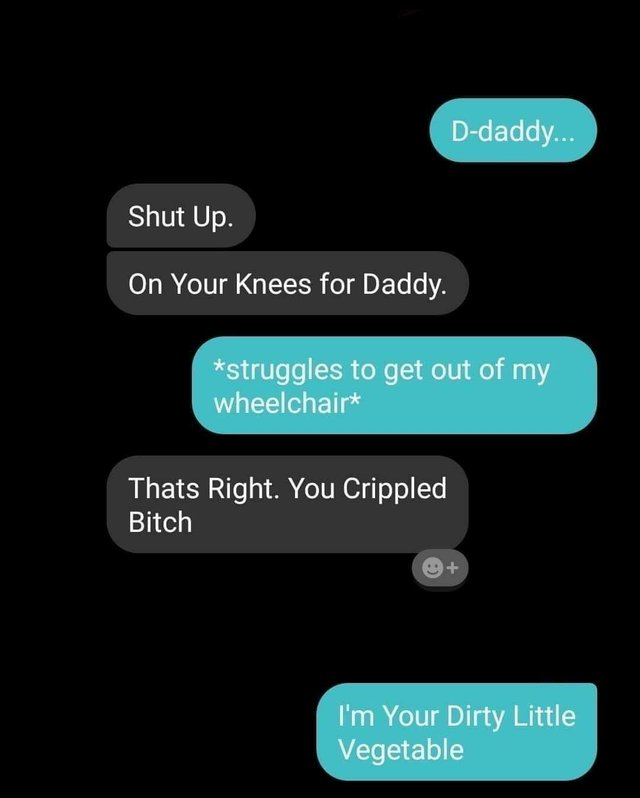 D-daddy...
Shut Up.
On Your Knees for Daddy.
*struggles to get out of my
wheelchair*
Thats Right. You Crippled
Bitch
I'm Your Dirty Little
Vegetable